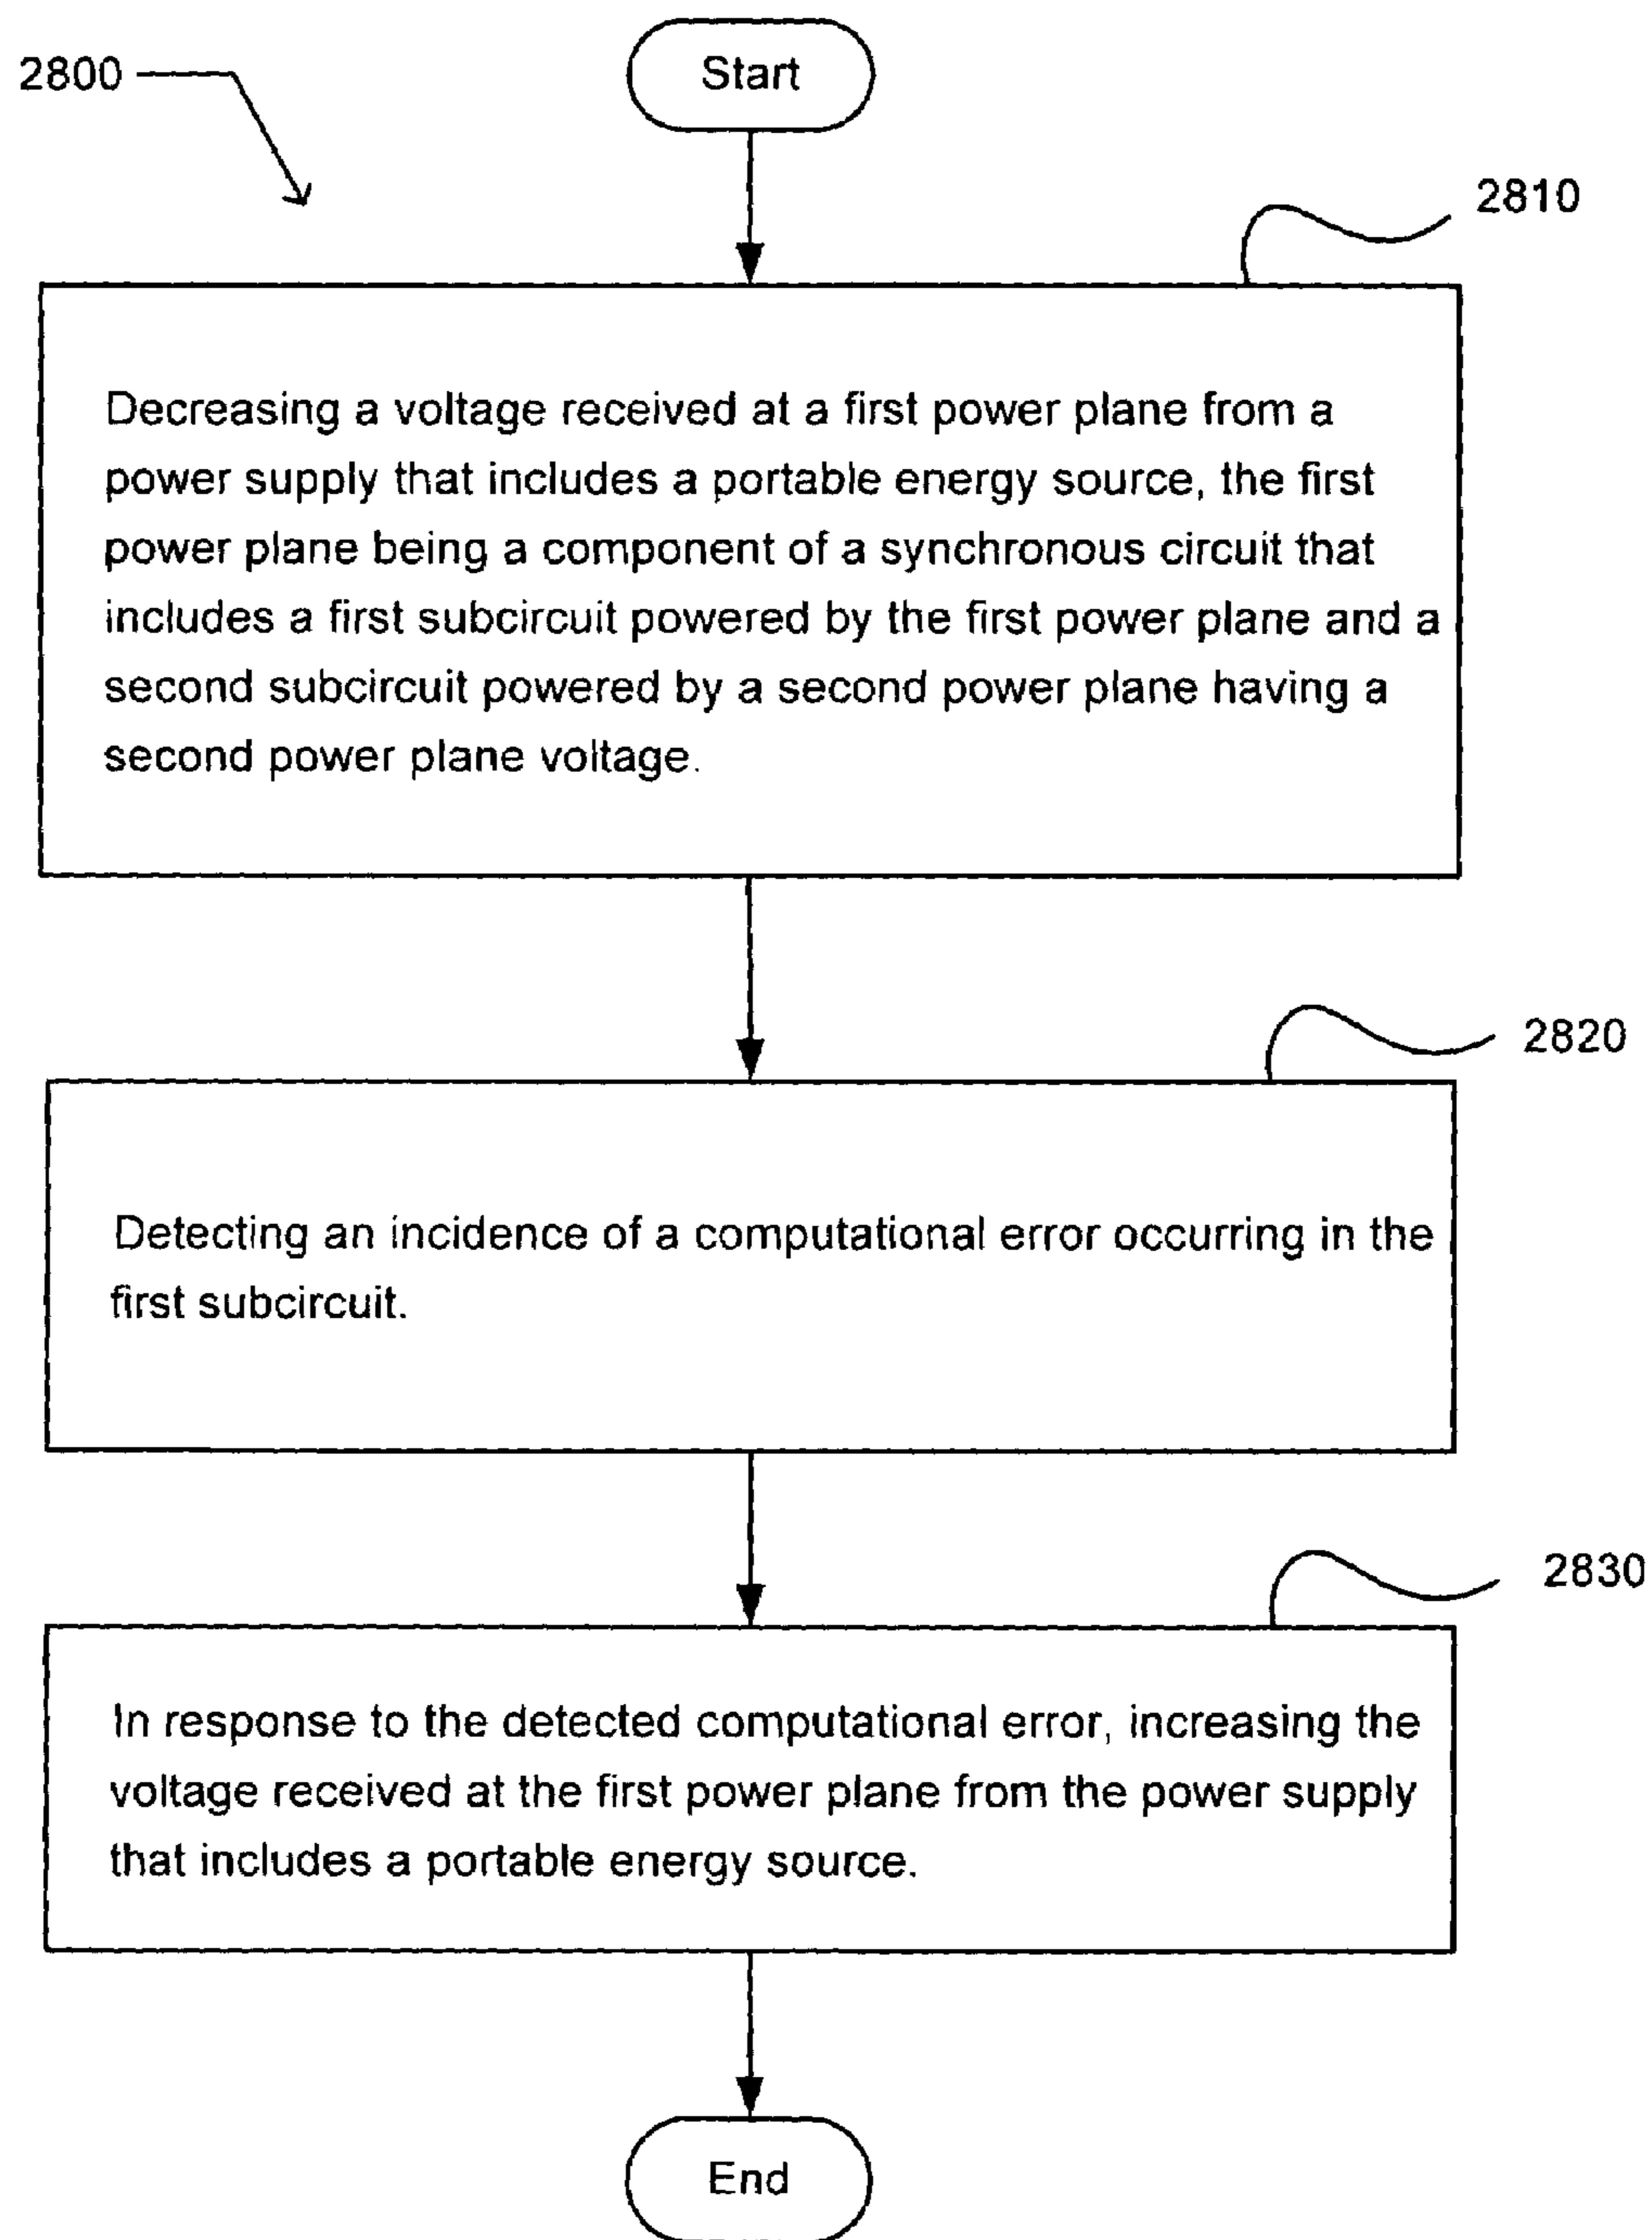 Start
2800
2810
Decreasing a voltage received at a first power plane from a
power supply that includes a portable energy source, the first
power plane being a component of a synchronous circuit that
includes a first subcircuit powered by the first power plane and a
second subcircuit powered by a second power plane having a
second power plane voltage.
2820
Detecting an incidence of a computational error occurring in the
first subcircuit.
2830
In response to the detected computational error, increasing the
voltage received at the first power plane from the power supply
that includes a portable energy source.
End